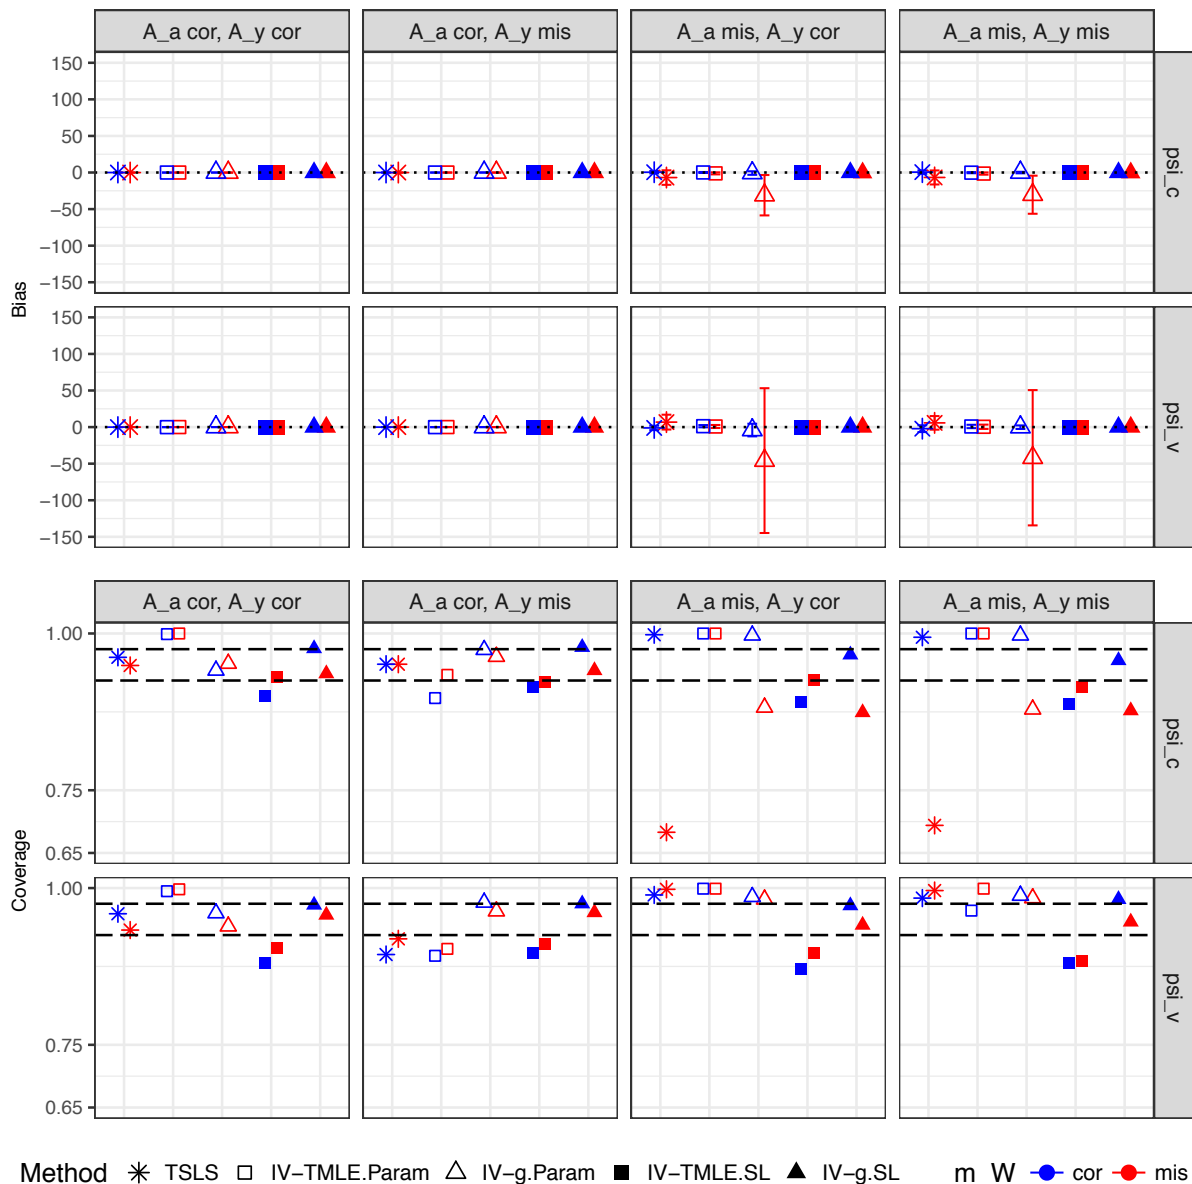 A_a cor, A_y cor
A_a cor, A_y mis
A_a mis, A_y cor
A_a mis, A_y mis
150
100
50
0
−50
−100
−150
psi_c
150
100
50
0
−50
−100
−150
psi_v
Bias
A_a cor, A_y cor
A_a cor, A_y mis
A_a mis, A_y cor
A_a mis, A_y mis
1.00
0.75
0.65
psi_c
1.00
0.75
0.65
psi_v
Coverage
Method TSLS IV−TMLE.Param IV−g.Param IV−TMLE.SL IV−g.SL m W cor mis